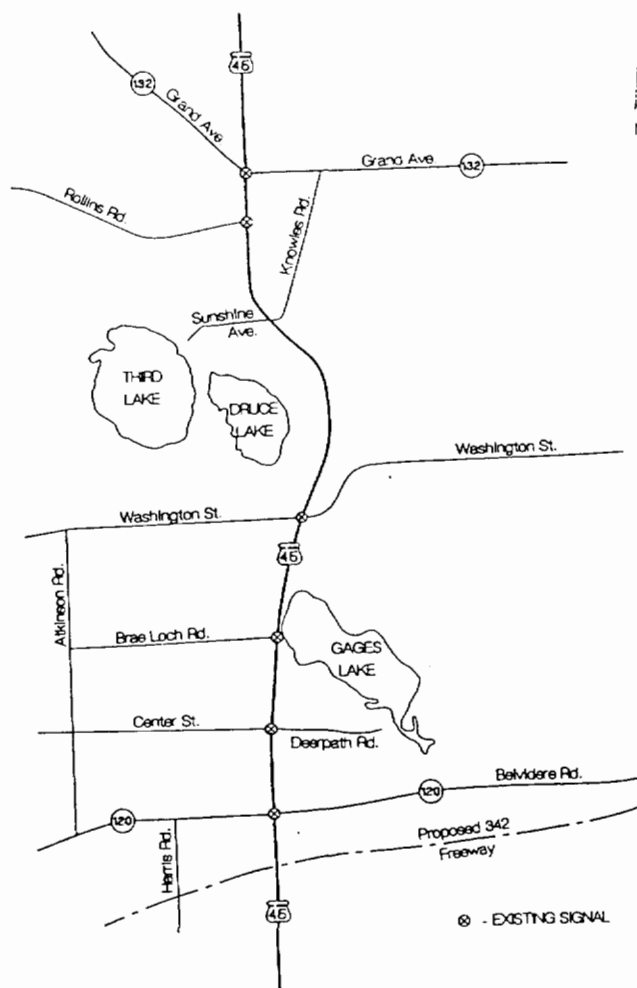 45
132
Grand Ave
Grand Ave.
132
Rollins Rd.
Knowles Rd.
Sunshine
Ave.
THIRD
LAKE
DRUCE
LAKE
Washington St.
Washington St.
45
Atkinson Rd.
Brae Loch Rd.
GAGES
LAKE
Center St.
Deerpath Rd.
Belvidere Rd.
120
120
Harris Rd.
Proposed 342
Freeway
45
⊗ - EXISTING SIGNAL